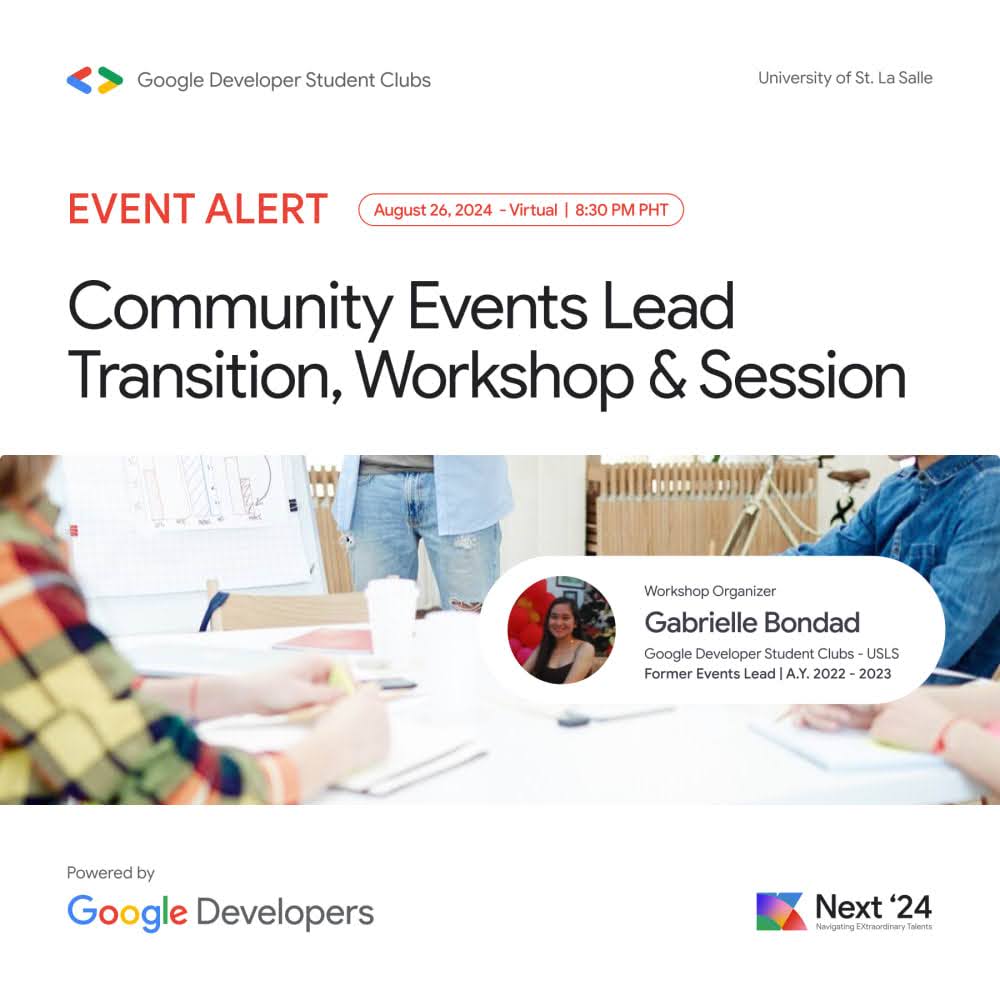 Google Developer Student Clubs
University of St. La Salle
EVENT ALERT
August 26, 2024 - Virtual | 8:30 PM PHT
Community Events Lead
Transition, Workshop & Session
Workshop Organizer
Gabrielle Bondad
Google Developer Student Clubs - USLS
Former Events Lead | A.Y. 2022 - 2023
Powered by
Google Developers
Next ‘24
Navigating EXtraordinary Talents